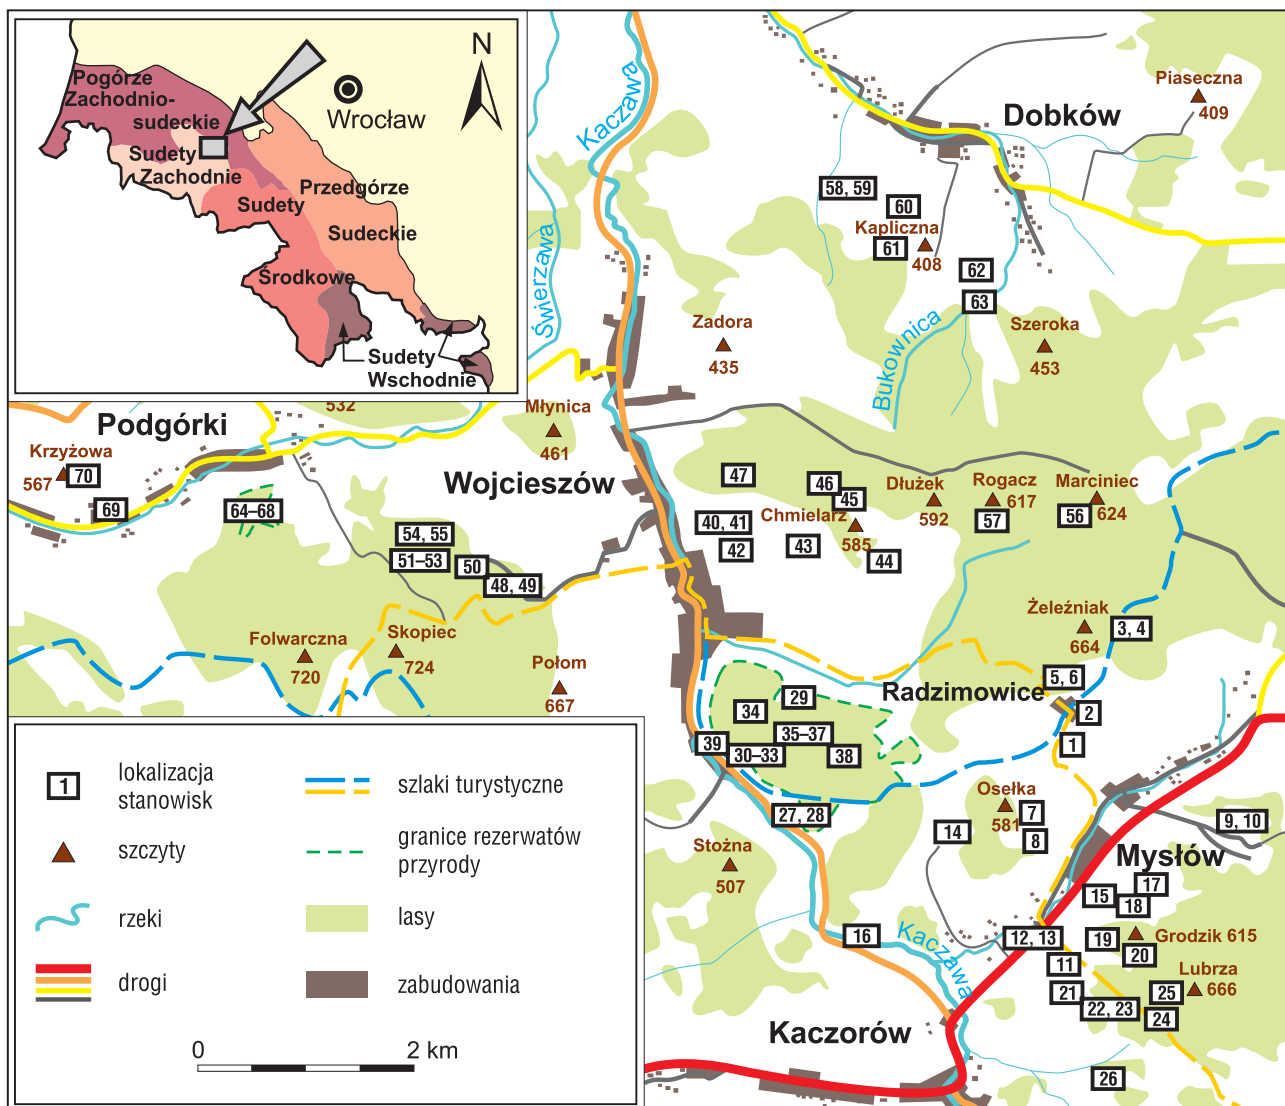 Pogórze
Zachodnio-
sudeckie
Sudety
Zachodnie
Wrocław
N
Przedgórze
Sudeckie
Sudety
Środkowe
Sudety
Wschodnie
Kaczawa
Świerzawa
Dobków
Piaseczna
409
58, 59
60
Kapliczna
61
408
62
63
Bukownica
Zadora
435
Szeroka
453
532
Podgórki
Krzyżowa
567
70
69
64–68
Młynica
461
Wojcieszów
54, 55
51–53
50
48, 49
47
46
45
40, 41
Chmielarz
585
42
43
44
Dłużek
592
Rogacz
617
57
Marciniec
624
56
Folwarczna
720
Skopiec
724
Połom
667
Żeleźniak
664
3, 4
5, 6
Radzimowice
2
1
29
34
35–37
39
30–33
38
27, 28
Osełka
581
7
8
14
9, 10
Mysłów
Stożna
507
15
17
18
16
Kaczawa
12, 13
19
Grodzik 615
20
11
Lubrza
666
21
22, 23
25
24
Kaczorów
26
1
lokalizacja
stanowisk
szczyty
rzeki
drogi
szlaki turystyczne
granice rezerwatów
przyrody
lasy
zabudowania
0
2 km